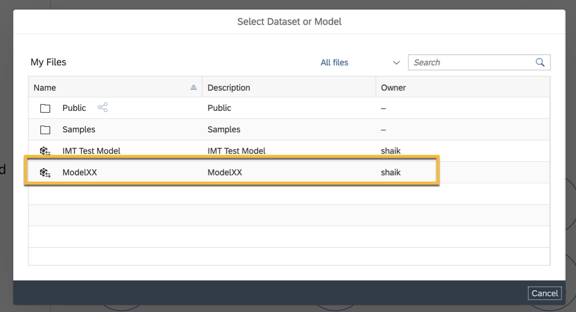 Select Dataset or Model
My Files All files Search
Name Description Owner
Public Public –
Samples Samples –
IMT Test Model IMT Test Model shaik
ModelXX ModelXX shaik
d
Cancel